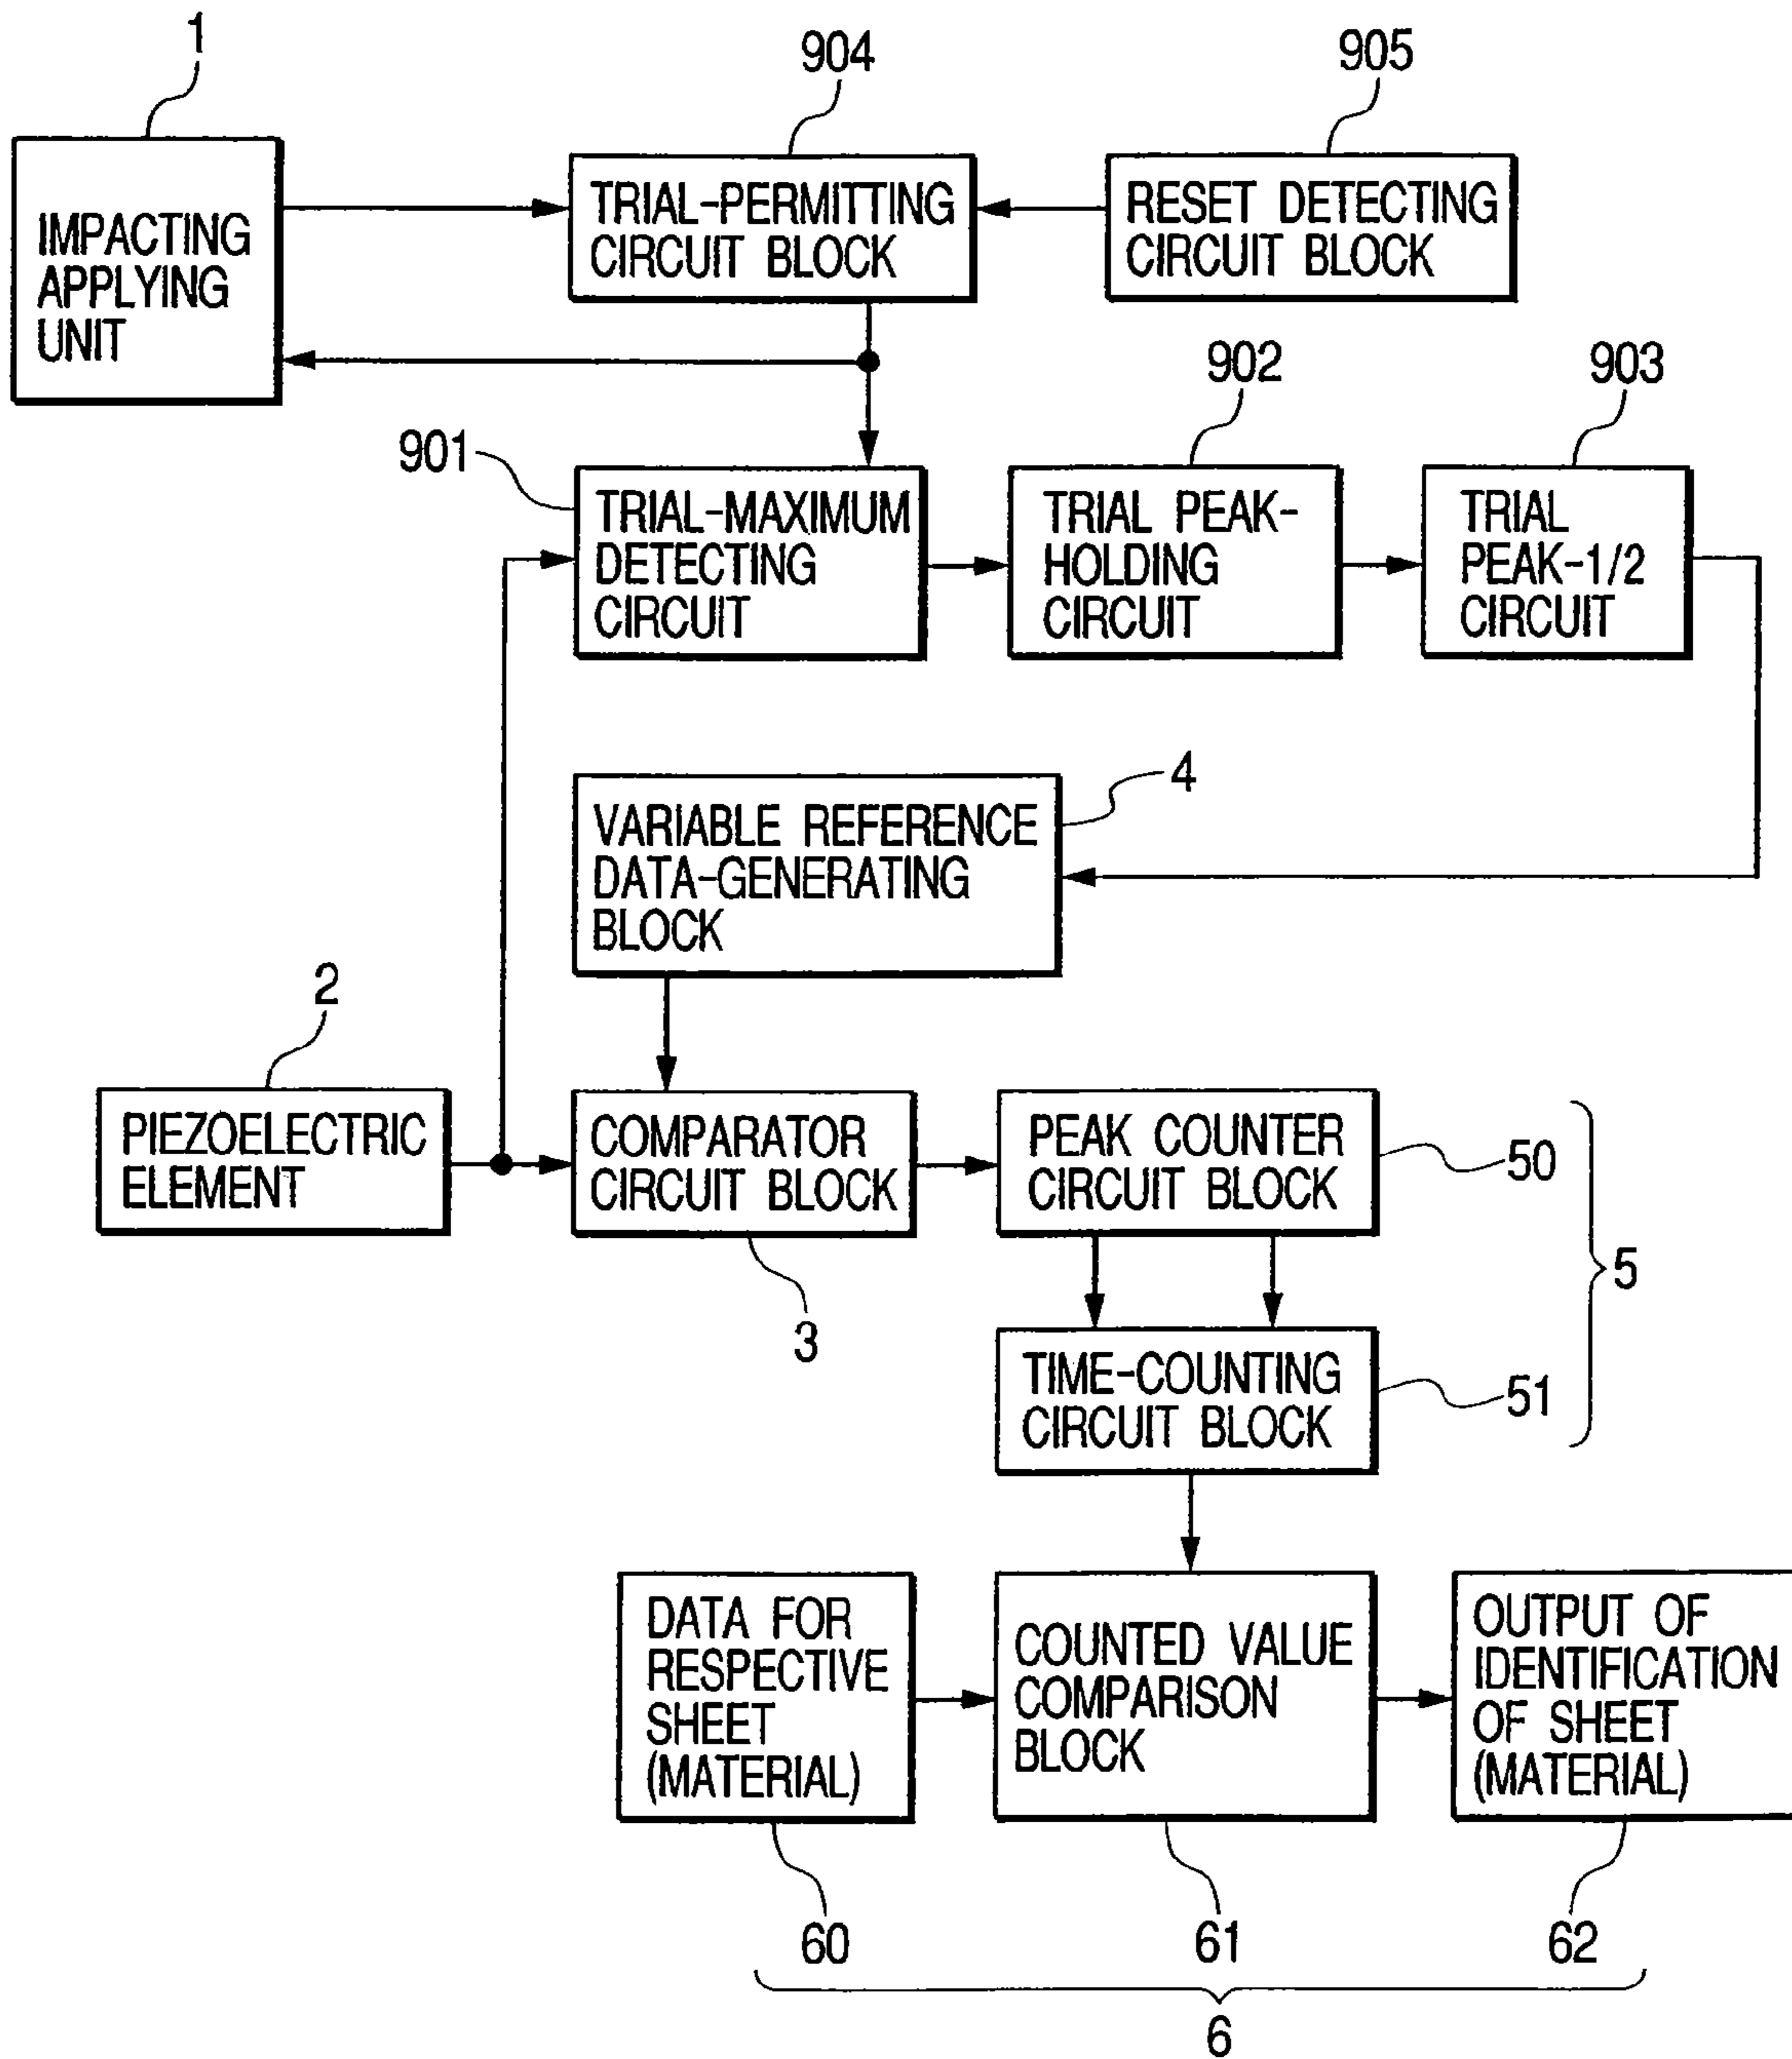 1
904
905
IMPACTING
APPLYING
UNIT
TRIAL-PERMITTING
CIRCUIT BLOCK
RESET DETECTING
CIRCUIT BLOCK
901
902
903
TRIAL-MAXIMUM
DETECTING
CIRCUIT
TRIAL PEAK-
HOLDING
CIRCUIT
TRIAL
PEAK-1/2
CIRCUIT
4
VARIABLE REFERENCE
DATA-GENERATING
BLOCK
2
PIEZOELECTRIC
ELEMENT
COMPARATOR
CIRCUIT BLOCK
3
PEAK COUNTER
CIRCUIT BLOCK
50
5
TIME-COUNTING
CIRCUIT BLOCK
51
DATA FOR
RESPECTIVE
SHEET
(MATERIAL)
COUNTED VALUE
COMPARISON
BLOCK
OUTPUT OF
IDENTIFICATION
OF SHEET
(MATERIAL)
60
61
62
6